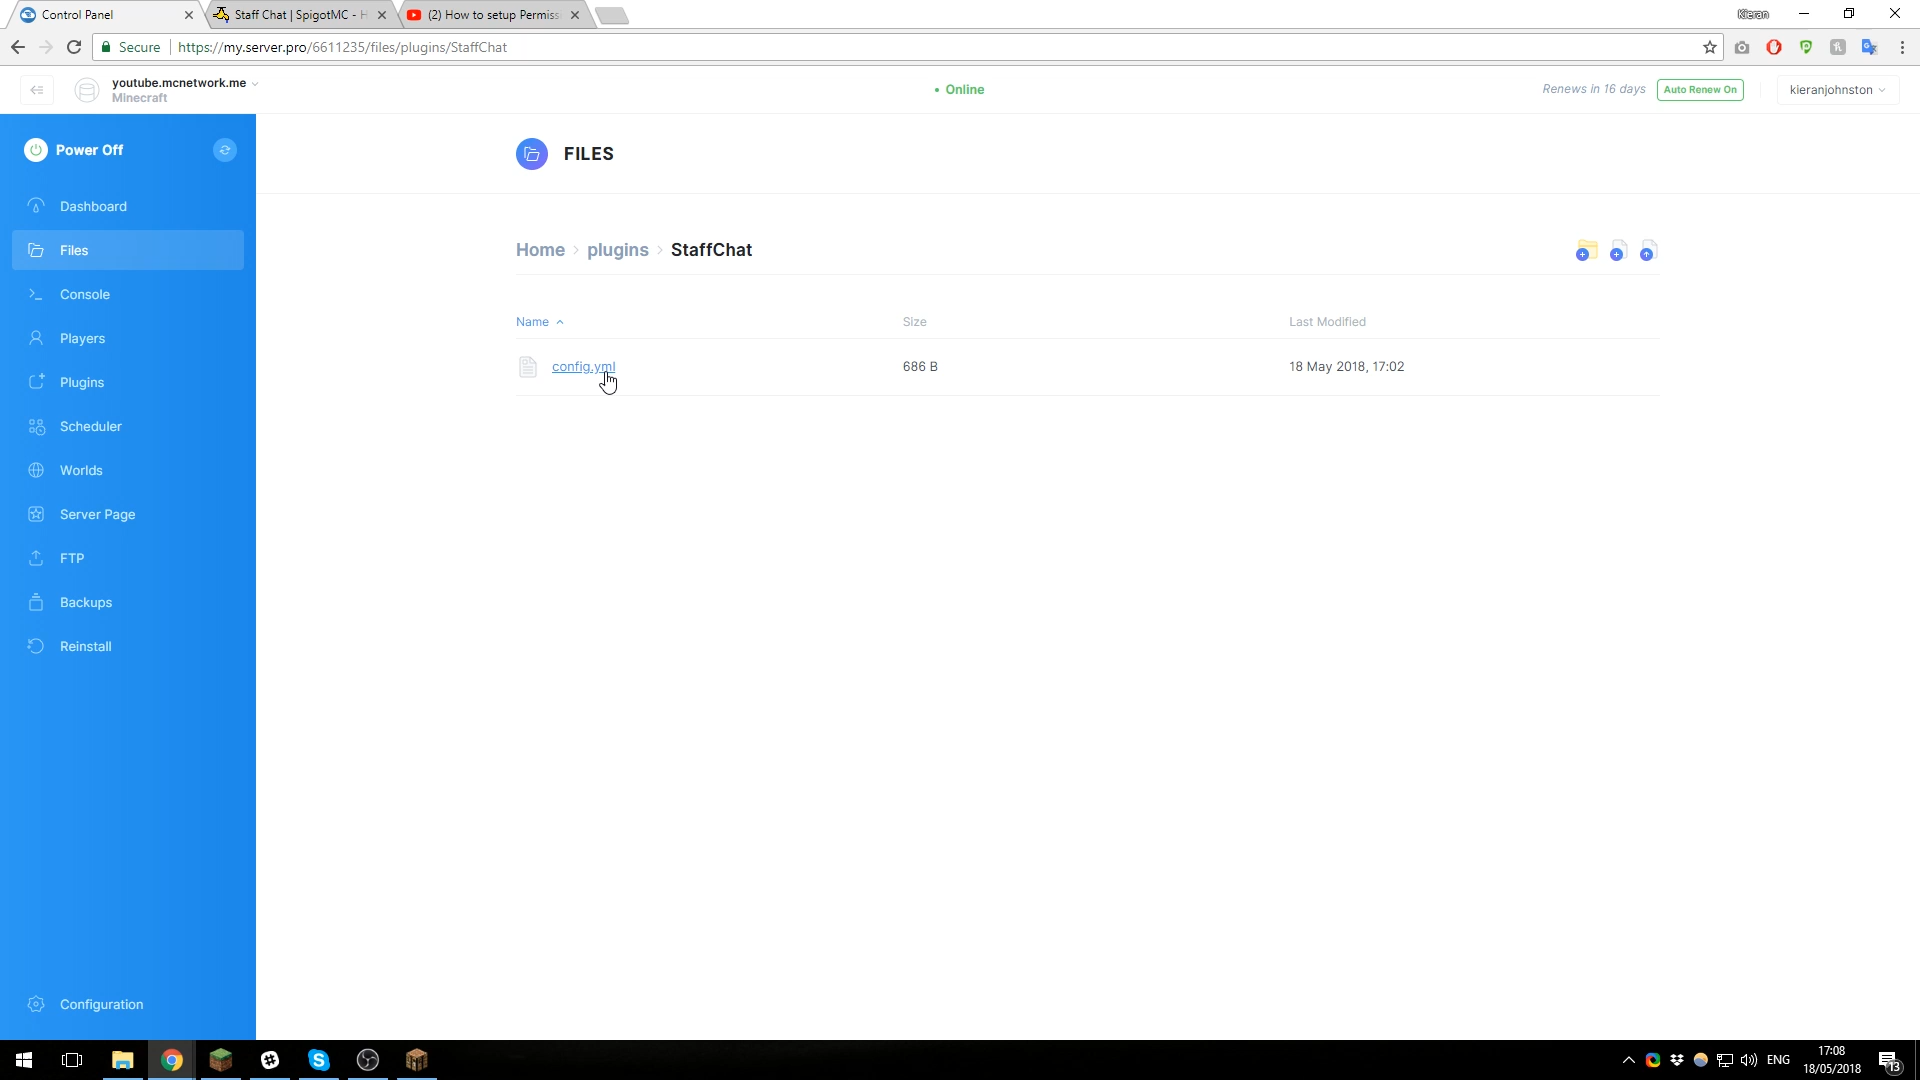 Control Panel
Staff Chat | SpigotMC - H
(2) How to setup Permiss
Kieran
Secure
https://my.server.pro/6611235/files/plugins/StaffChat
youtube.mcnetwork.me
Minecraft
Online
Renews in 16 days
Auto Renew On
kieranjohnston
Power Off
FILES
Dashboard
Files
Home
plugins
StaffChat
Console
Name
Size
Last Modified
Players
config.yml
686 B
18 May 2018, 17:02
Plugins
Scheduler
Worlds
Server Page
FTP
Backups
Reinstall
Configuration
ENG
17:08
18/05/2018
13